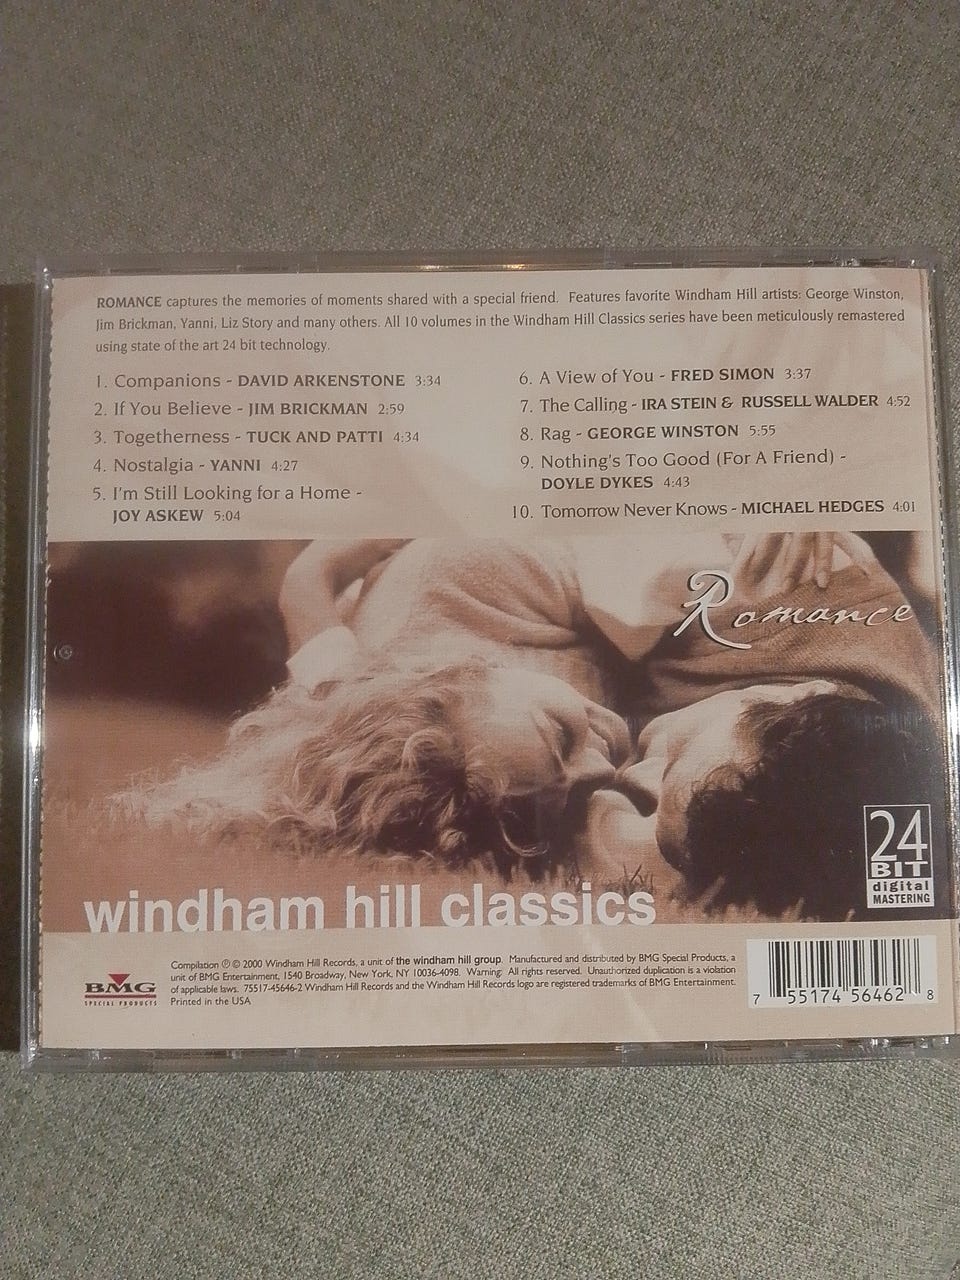 ROMANCE captures the memories of moments shared with a special friend. Features favorite Windham Hill artists: George Winston,
Jim Brickman, Yanni, Liz Story and many others. All 10 volumes in the Windham Hill Classics series have been meticulously remastered
using state of the art 24 bit technology.
1. Companions - DAVID ARKENSTONE 3:34
2. If You Believe - JIM BRICKMAN 2:59
3. Togetherness - TUCK AND PATTI 4:34
4. Nostalgia - YANNI 4:27
5. I'm Still Looking for a Home -
JOY ASKEW 5:04
6. A View of You - FRED SIMON 3:37
7. The Calling - IRA STEIN & RUSSELL WALDER 4:52
8. Rag - GEORGE WINSTON 5:55
9. Nothing's Too Good (For A Friend) -
DOYLE DYKES 4:43
10. Tomorrow Never Knows - MICHAEL HEDGES 4:01
Romance
24
BIT
digital
MASTERING
windham hill classics
BMG
SPECIAL PRODUCTS
Compilation ℗ © 2000 Windham Hill Records, a unit of the windham hill group. Manufactured and distributed by BMG Special Products, a
unit of BMG Entertainment, 1540 Broadway, New York, NY 10036-4098. Warning: All rights reserved. Unauthorized duplication is a violation
of applicable laws. 75517-45646-2 Windham Hill Records and the Windham Hill Records logo are registered trademarks of BMG Entertainment.
Printed in the USA
7 55174 56462 8